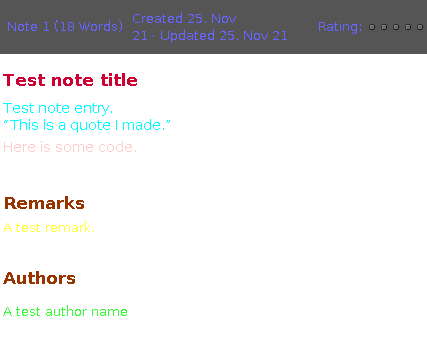 Note 1 (18 Words)
Created 25. Nov
21 · Updated 25. Nov 21
Rating:
Test note title
Test note entry.
“This is a quote I made.”
Here is some code.
Remarks
A test remark.
Authors
A test author name